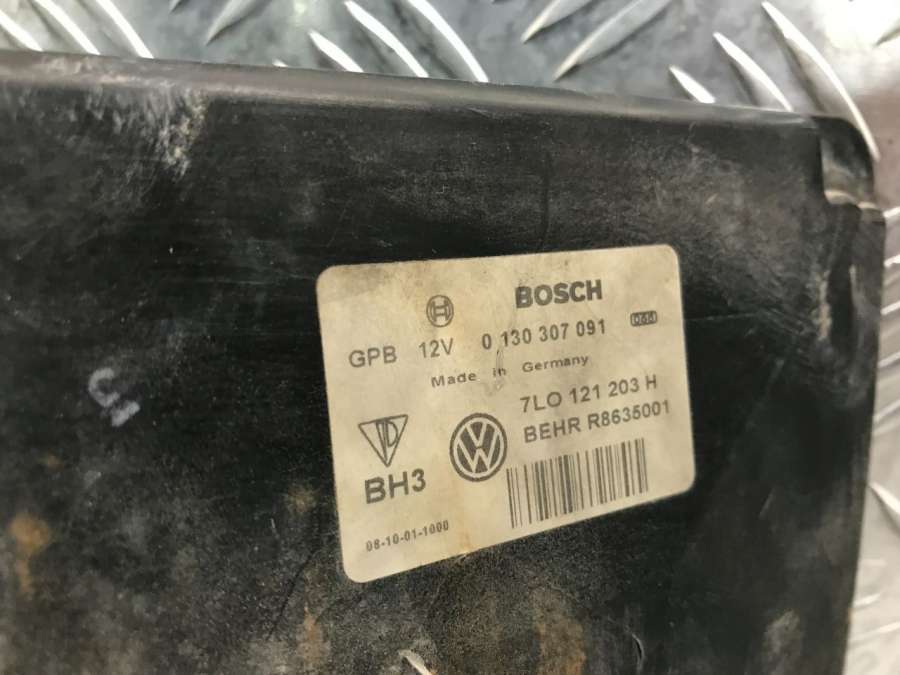 BOSCH
GPB 12V 0 130 307 091
Made in Germany
7LO 121 203 H
BEHR R8635001
BH3
08-10-01-1000